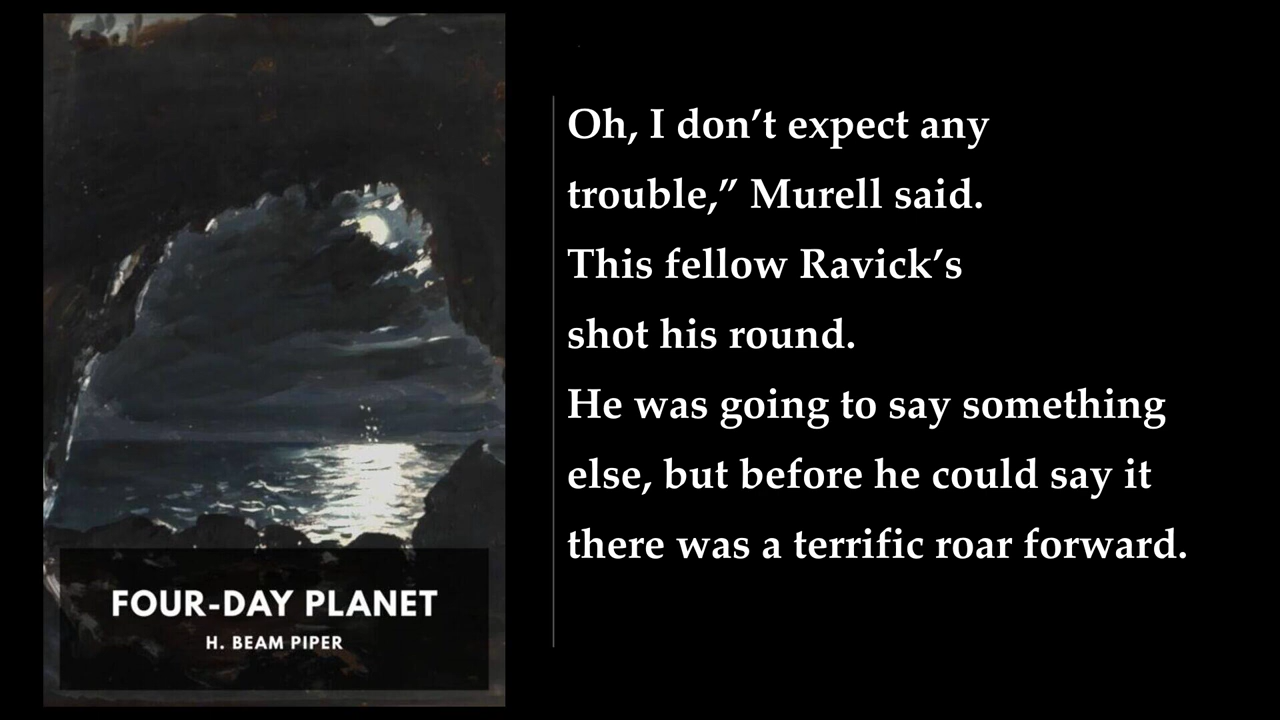 Oh, I don’t expect any
trouble,” Murell said.
This fellow Ravick’s
shot his round.
He was going to say something
else, but before he could say it
there was a terrific roar forward.
FOUR-DAY PLANET
H. BEAM PIPER